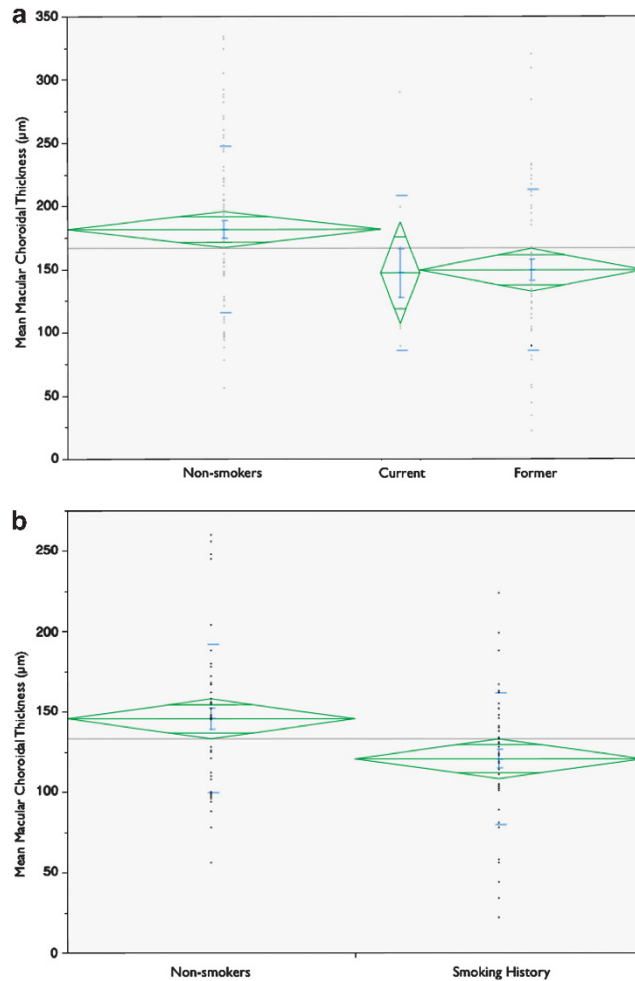 a
Mean Macular Choroidal Thickness (μm)
350
300
250
200
150
100
50
0
Non-smokers Current Former
b
Mean Macular Choroidal Thickness (μm)
250
200
150
100
50
0
Non-smokers Smoking History